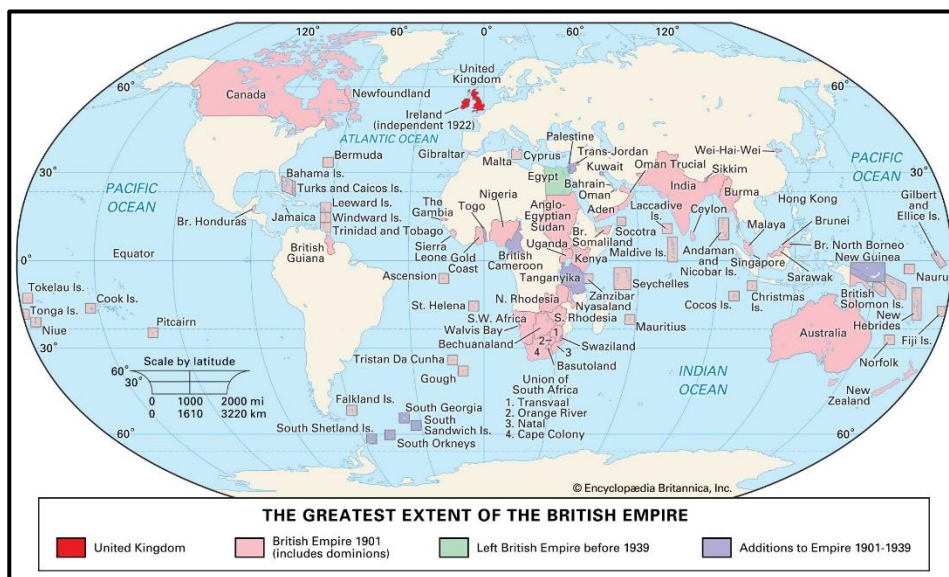 60°
30°
0°
30°
60°
120°
60°
0°
60°
120°
United
Kingdom
Canada
Newfoundland
Ireland
(independent 1922)
ATLANTIC OCEAN
Palestine
Trans-Jordan
Wei-Hai-Wei
Gibraltar
Malta
Cyprus
Kuwait
Oman Trucial
Sikkim
PACIFIC
OCEAN
Bermuda
Bahama Is.
Turks and Caicos Is.
Egypt
Bahrain
Oman
India
Burma
Hong Kong
PACIFIC
OCEAN
Gilbert
and
Ellice Is.
Leeward Is.
Jamaica
Windward Is.
Trinidad and Tobago
Br. Honduras
British
Guiana
Nigeria
The
Gambia
Togo
Anglo-
Egyptian
Sudan
Aden
Laccadive
Is.
Ceylon
Malaya
Brunei
Sierra
Leone
Gold
Coast
Uganda
British
Cameroon
Br.
Somaliland
Kenya
Socotra
Maldive Is.
Andaman
and
Nicobar Is.
Singapore
Sarawak
Br. North Borneo
New Guinea
Equator
Ascension
Tanganyika
Zanzibar
Nyasaland
Seychelles
Nauru
Tokelau Is.
Cook Is.
Tonga Is.
Niue
Pitcairn
St. Helena
N. Rhodesia
S.W. Africa
Walvis Bay
Bechuanaland
S. Rhodesia
Mauritius
Cocos Is.
Christmas
Is.
British
Solomon Is.
New
Hebrides
Fiji Is.
Australia
Norfolk
New
Zealand
1
2
3
4
Swaziland
Basutoland
INDIAN
OCEAN
Scale by latitude
60°
30°
0 1000 2000 mi
0 1610 3220 km
Tristan Da Cunha
Gough
Union of
South Africa
1. Transvaal
2. Orange River
3. Natal
4. Cape Colony
Falkland Is.
South Georgia
South
Sandwich Is.
South Shetland Is.
South Orkneys
60°
30°
0°
30°
60°
© Encyclopædia Britannica, Inc.
THE GREATEST EXTENT OF THE BRITISH EMPIRE
United Kingdom
British Empire 1901
(includes dominions)
Left British Empire before 1939
Additions to Empire 1901-1939